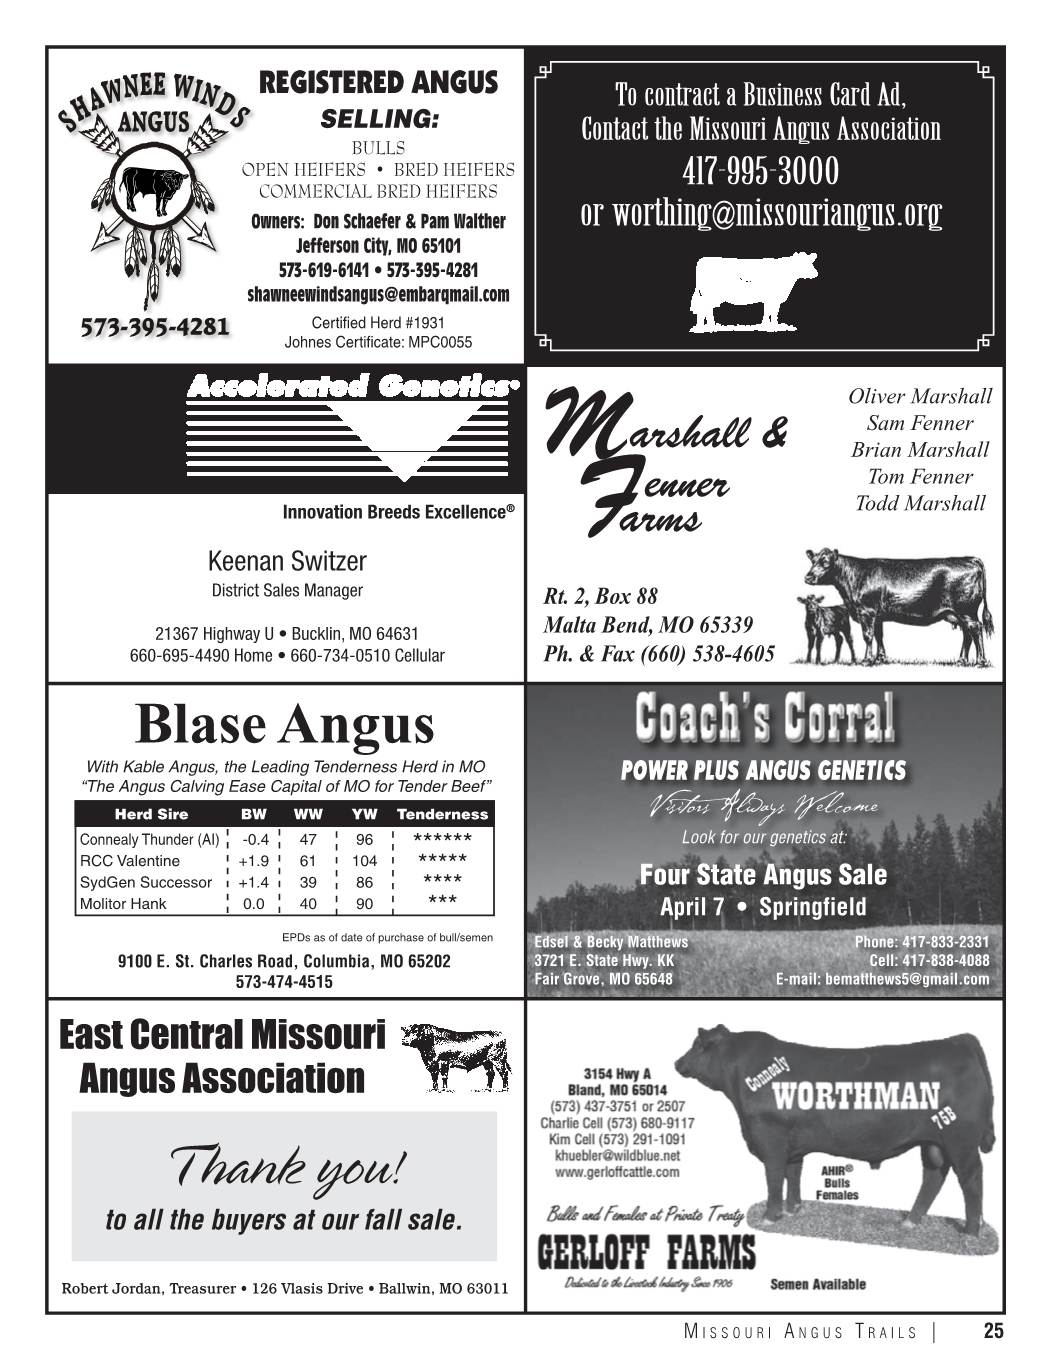 SHAWNEE WINDS
ANGUS
573-395-4281
REGISTERED ANGUS
SELLING:
BULLS
OPEN HEIFERS • BRED HEIFERS
COMMERCIAL BRED HEIFERS
Owners: Don Schaefer & Pam Walther
Jefferson City, MO 65101
573-619-6141 • 573-395-4281
shawneewindsangus@embarqmail.com
Certified Herd #1931
Johnes Certificate: MPC0055
To contract a Business Card Ad,
Contact the Missouri Angus Association
417-995-3000
or worthing@missouriangus.org
Accelerated Genetics®
Innovation Breeds Excellence®
Keenan Switzer
District Sales Manager
21367 Highway U • Bucklin, MO 64631
660-695-4490 Home • 660-734-0510 Cellular
Marshall &
Fenner
Farms
Oliver Marshall
Sam Fenner
Brian Marshall
Tom Fenner
Todd Marshall
Rt. 2, Box 88
Malta Bend, MO 65339
Ph. & Fax (660) 538-4605
Blase Angus
With Kable Angus, the Leading Tenderness Herd in MO
“The Angus Calving Ease Capital of MO for Tender Beef”
Herd Sire BW WW YW Tenderness
Connealy Thunder (AI) -0.4 47 96 ******
RCC Valentine +1.9 61 104 *****
SydGen Successor +1.4 39 86 ****
Molitor Hank 0.0 40 90 ***
EPDs as of date of purchase of bull/semen
9100 E. St. Charles Road, Columbia, MO 65202
573-474-4515
Coach's Corral
POWER PLUS ANGUS GENETICS
Visitors Always Welcome
Look for our genetics at:
Four State Angus Sale
April 7 • Springfield
Edsel & Becky Matthews
3721 E. State Hwy. KK
Fair Grove, MO 65648
Phone: 417-833-2331
Cell: 417-838-4088
E-mail: bematthews5@gmail.com
East Central Missouri
Angus Association
Thank you!
to all the buyers at our fall sale.
Robert Jordan, Treasurer • 126 Vlasis Drive • Ballwin, MO 63011
3154 Hwy A
Bland, MO 65014
(573) 437-3751 or 2507
Charlie Cell (573) 680-9117
Kim Cell (573) 291-1091
khuebler@wildblue.net
www.gerloffcattle.com
Connealy
WORTHMAN
75B
AHIR®
Bulls
Females
Bulls and Females at Private Treaty
GERLOFF FARMS
Dedicated to the Livestock Industry Since 1906
Semen Available
MISSOURI ANGUS TRAILS | 25